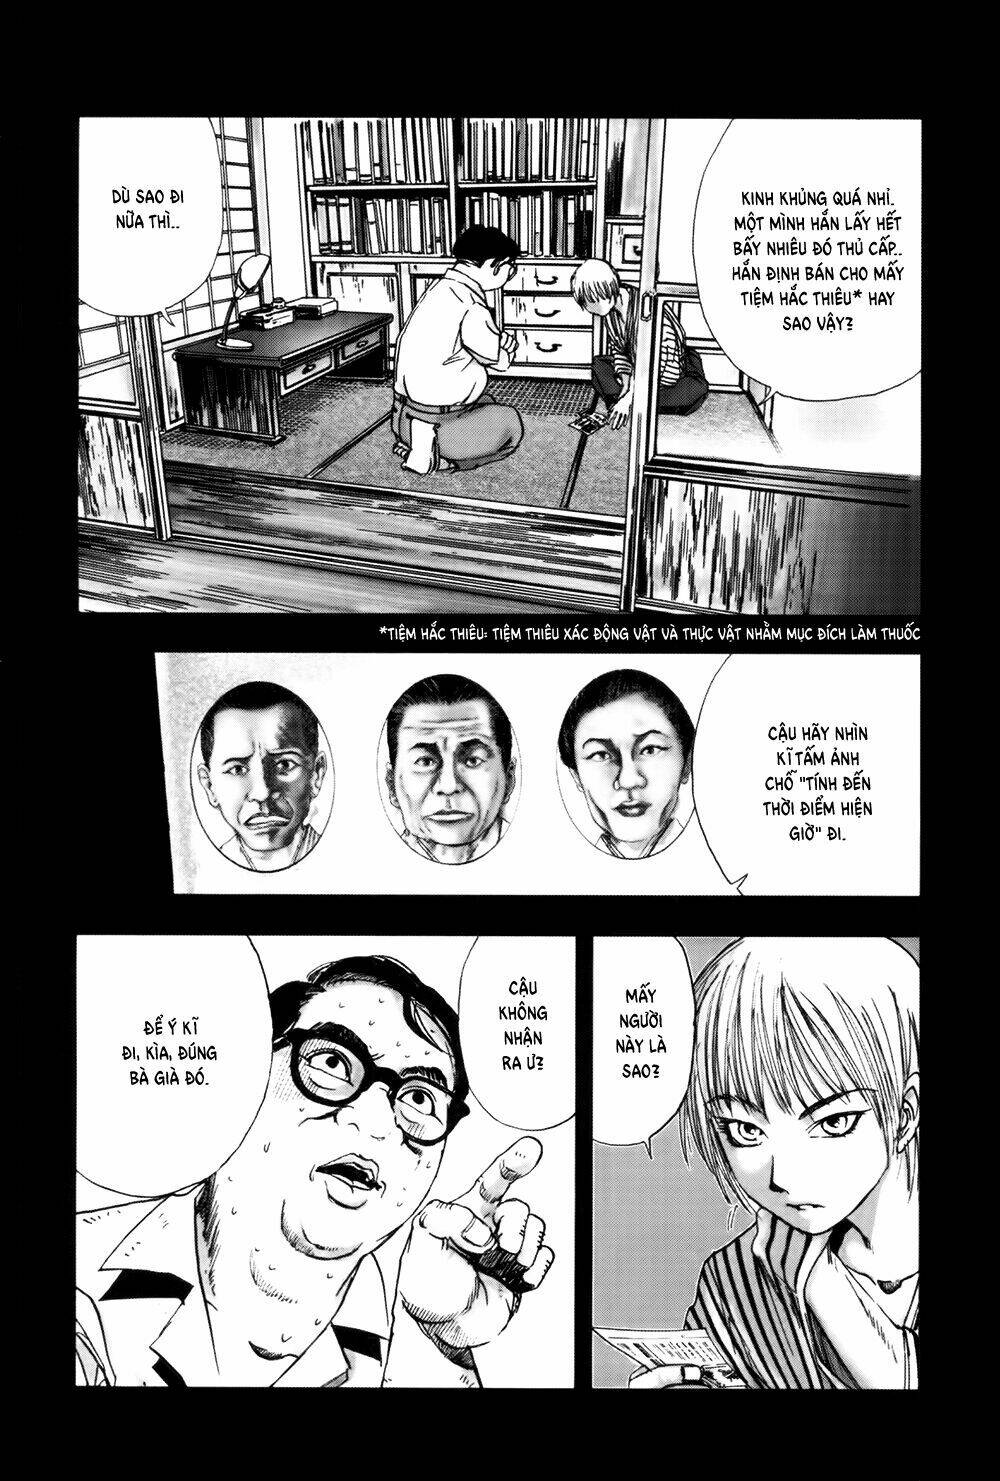 KINH KHỦNG QUÁ NHỈ.
MỘT MÌNH HẮN LẤY HẾT
BẤY NHIÊU ĐÓ THỦ CẤP..
HẮN ĐỊNH BÁN CHO MẤY
TIỆM HẮC THIÊU* HAY
SAO VẬY?
DÙ SAO ĐI
NỮA THÌ..
*TIỆM HẮC THIÊU: TIỆM THIÊU XÁC ĐỘNG VẬT VÀ THỰC VẬT NHẰM MỤC ĐÍCH LÀM THUỐC
CẬU HÃY NHÌN
KĨ TẤM ẢNH
CHỖ "TÍNH ĐẾN
THỜI ĐIỂM HIỆN
GIỜ" ĐI.
MẤY
NGƯỜI
NÀY LÀ
SAO?
CẬU
KHÔNG
NHẬN
RA Ư?
ĐỂ Ý KĨ
ĐI, KÌA, ĐÚNG
BÀ GIÀ ĐÓ.